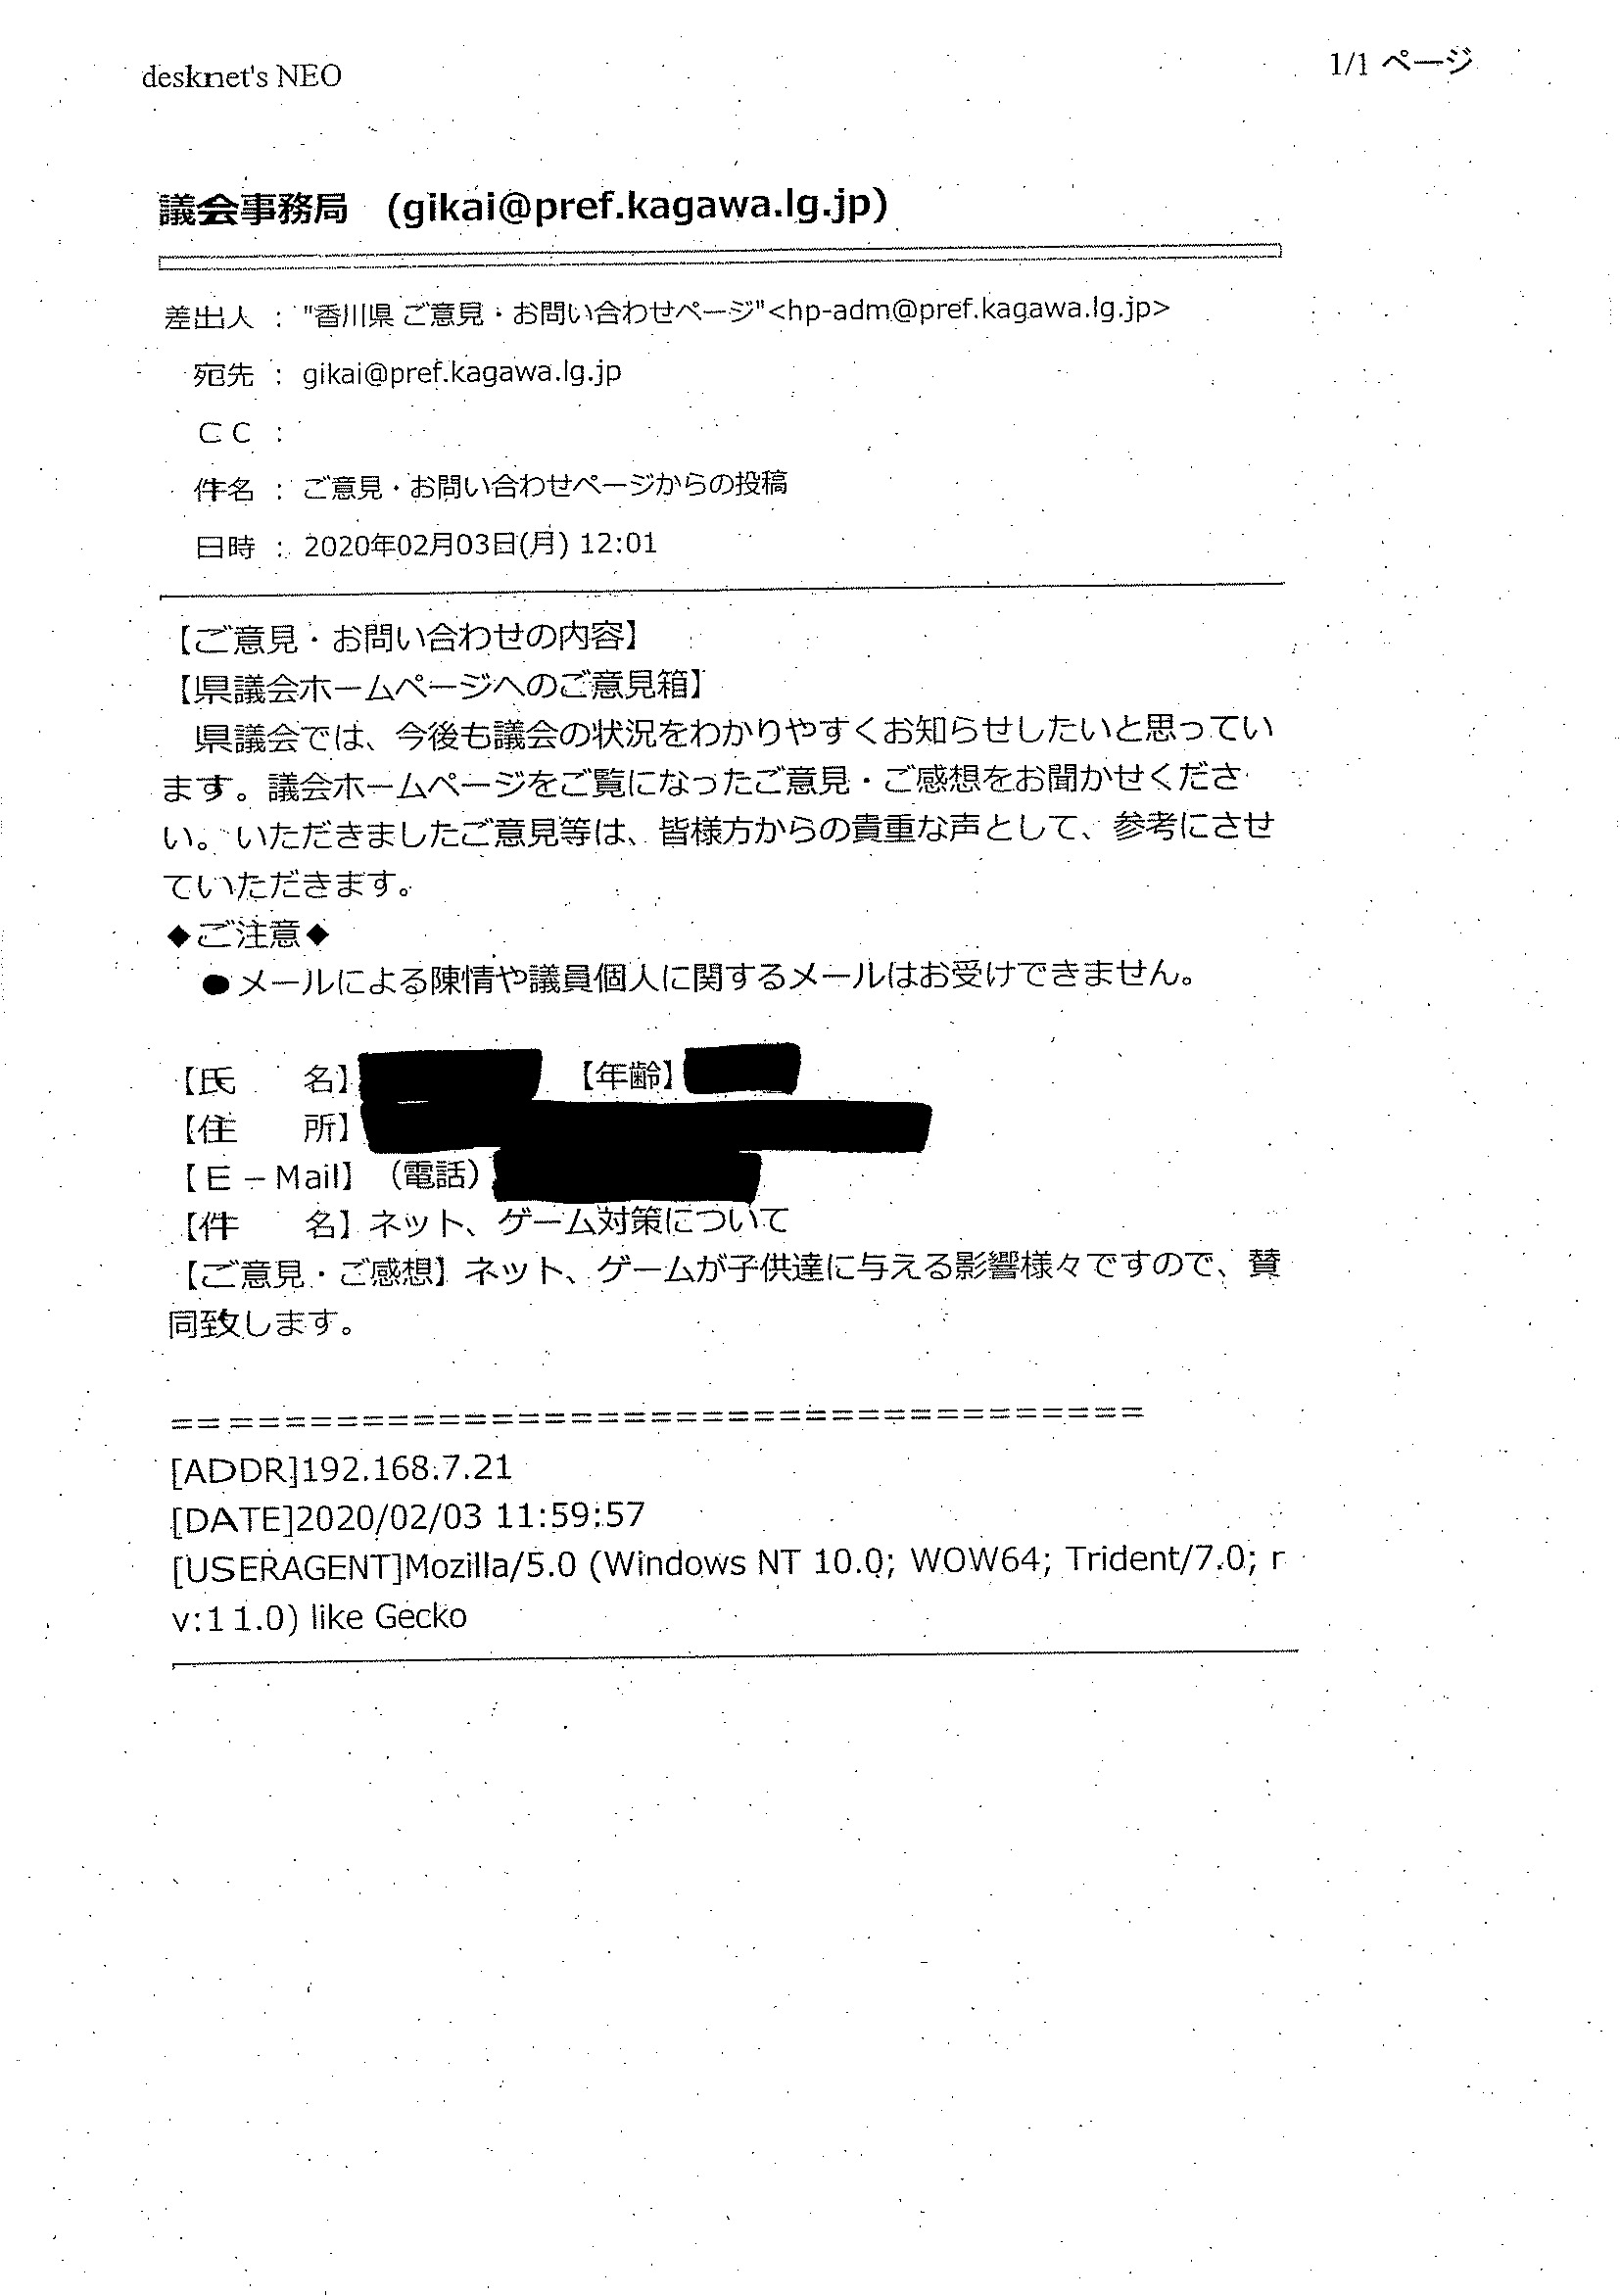 desknet's NEO
1/1 ページ
議会事務局 (gikai@pref.kagawa.lg.jp)
差出人 : "香川県 ご意見・お問い合わせページ"<hp-adm@pref.kagawa.lg.jp>
宛先 : gikai@pref.kagawa.lg.jp
ＣＣ :
件名 : ご意見・お問い合わせページからの投稿
日時 : 2020年02月03日(月) 12:01
【ご意見・お問い合わせの内容】
【県議会ホームページへのご意見箱】
県議会では、今後も議会の状況をわかりやすくお知らせしたいと思ってい
ます。議会ホームページをご覧になったご意見・ご感想をお聞かせくださ
い。いただきましたご意見等は、皆様方からの貴重な声として、参考にさせ
ていただきます。
◆ご注意◆
●メールによる陳情や議員個人に関するメールはお受けできません。
【氏　　名】　【年齢】
【住　　所】
【Ｅ－Mail】（電話）
【件　　名】ネット、ゲーム対策について
【ご意見・ご感想】ネット、ゲームが子供達に与える影響様々ですので、賛
同致します。
======================================
[ADDR]192.168.7.21
[DATE]2020/02/03 11:59:57
[USERAGENT]Mozilla/5.0 (Windows NT 10.0; WOW64; Trident/7.0; r
v:11.0) like Gecko